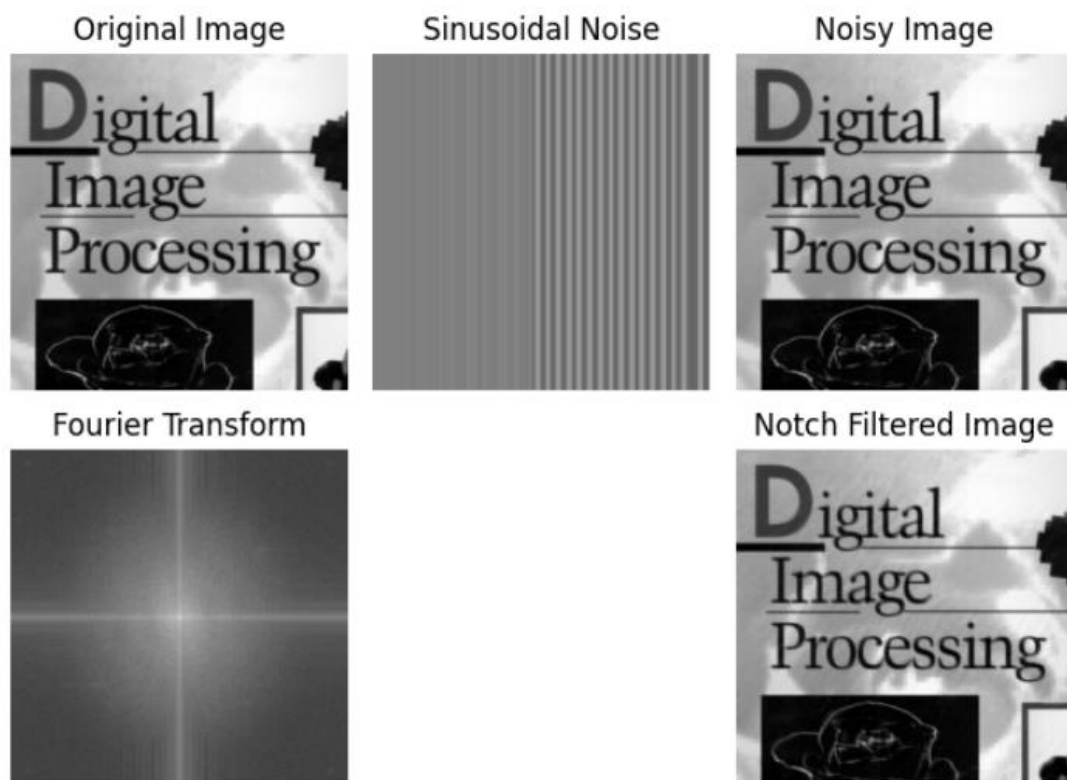 Original Image
Sinusoidal Noise
Noisy Image
Digital
Image
Processing
Digital
Image
Processing
Fourier Transform
Notch Filtered Image
Digital
Image
Processing